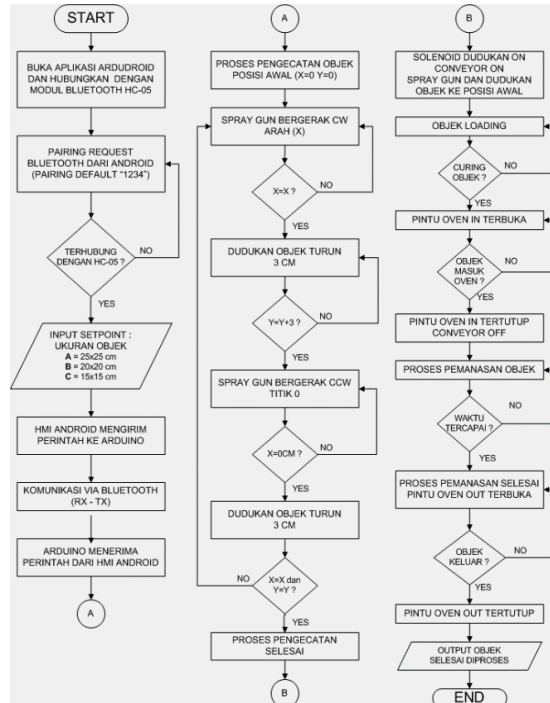 START
BUKA APLIKASI ARDUDROID
DAN HUBUNGKAN DENGAN
MODUL BLUETOOTH HC-05
PAIRING REQUEST
BLUETOOTH DARI ANDROID
(PAIRING DEFAULT “1234”)
TERHUBUNG
DENGAN HC-05 ?
NO
YES
INPUT SETPOINT :
UKURAN OBJEK
A = 25x25 cm
B = 20x20 cm
C = 15x15 cm
HMI ANDROID MENGIRIM
PERINTAH KE ARDUINO
KOMUNIKASI VIA BLUETOOTH
(RX - TX)
ARDUINO MENERIMA
PERINTAH DARI HMI ANDROID
A
A
PROSES PENGECATAN OBJEK
POSISI AWAL (X=0 Y=0)
SPRAY GUN BERGERAK CW
ARAH (X)
X=X ?
NO
YES
DUDUKAN OBJEK TURUN
3 CM
Y=Y+3 ?
NO
YES
SPRAY GUN BERGERAK CCW
TITIK 0
X=0CM ?
NO
YES
DUDUKAN OBJEK TURUN
3 CM
NO
X=X dan
Y=Y ?
YES
PROSES PENGECATAN
SELESAI
B
B
SOLENOID DUDUKAN ON
CONVEYOR ON
SPRAY GUN DAN DUDUKAN
OBJEK KE POSISI AWAL
OBJEK LOADING
CURING
OBJEK ?
NO
YES
PINTU OVEN IN TERBUKA
OBJEK
MASUK
OVEN ?
NO
YES
PINTU OVEN IN TERTUTUP
CONVEYOR OFF
PROSES PEMANASAN OBJEK
WAKTU
TERCAPAI ?
NO
YES
PROSES PEMANASAN SELESAI
PINTU OVEN OUT TERBUKA
OBJEK
KELUAR ?
NO
YES
PINTU OVEN OUT TERTUTUP
OUTPUT OBJEK
SELESAI DIPROSES
END